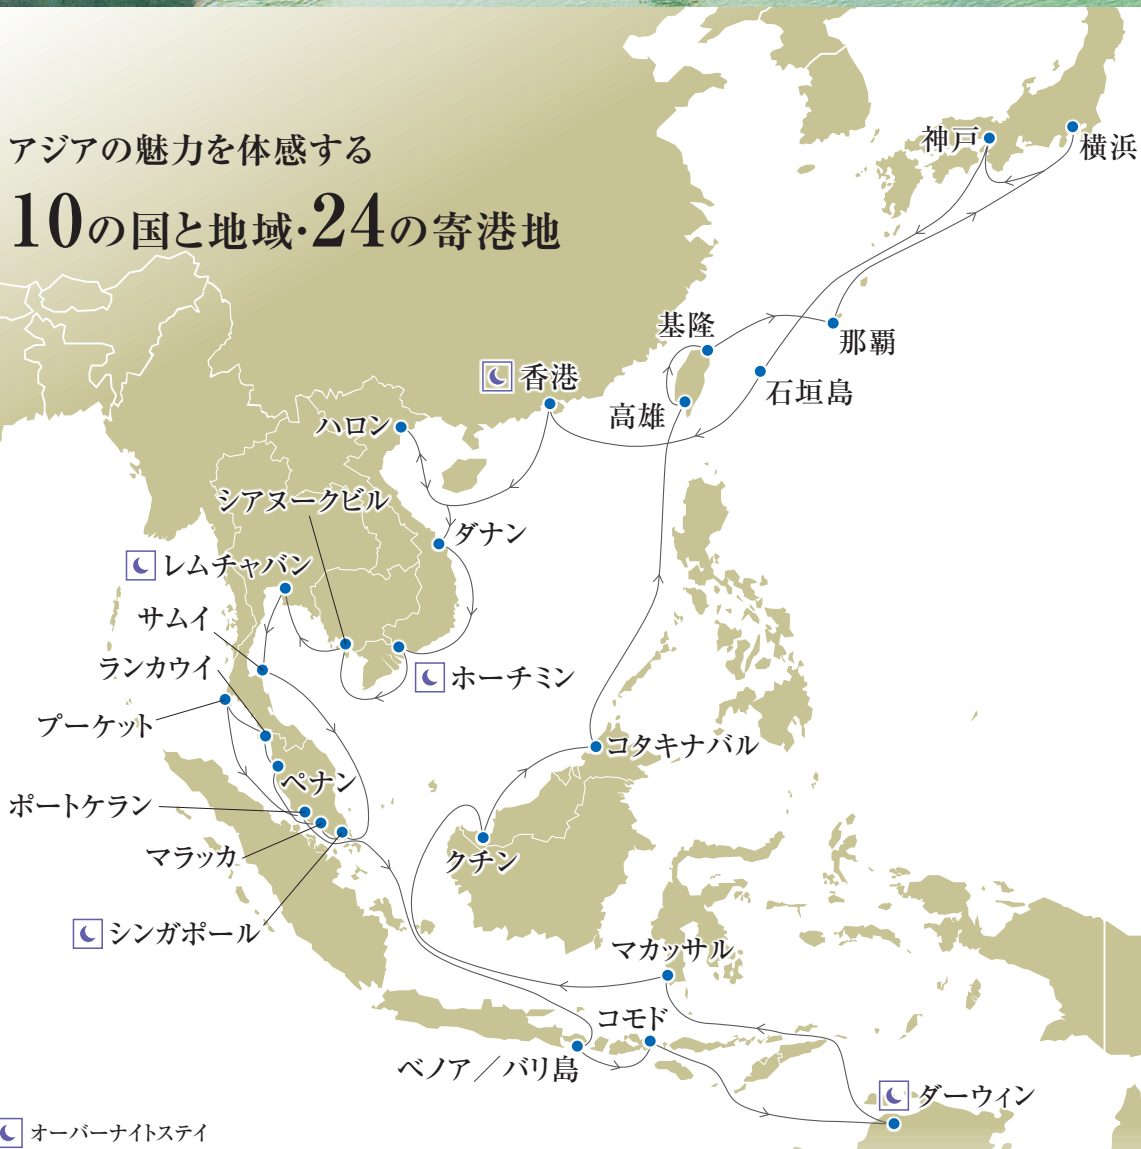 アジアの魅力を体感する
10の国と地域・24の寄港地
神戸
横浜
基隆
那覇
香港
石垣島
高雄
ハロン
シアヌークビル
ダナン
レムチャバン
サムイ
ランカウイ
ホーチミン
プーケット
コタキナバル
ペナン
ポートケラン
マラッカ
クチン
シンガポール
マカッサル
コモド
ベノア／バリ島
ダーウィン
オーバーナイトステイ